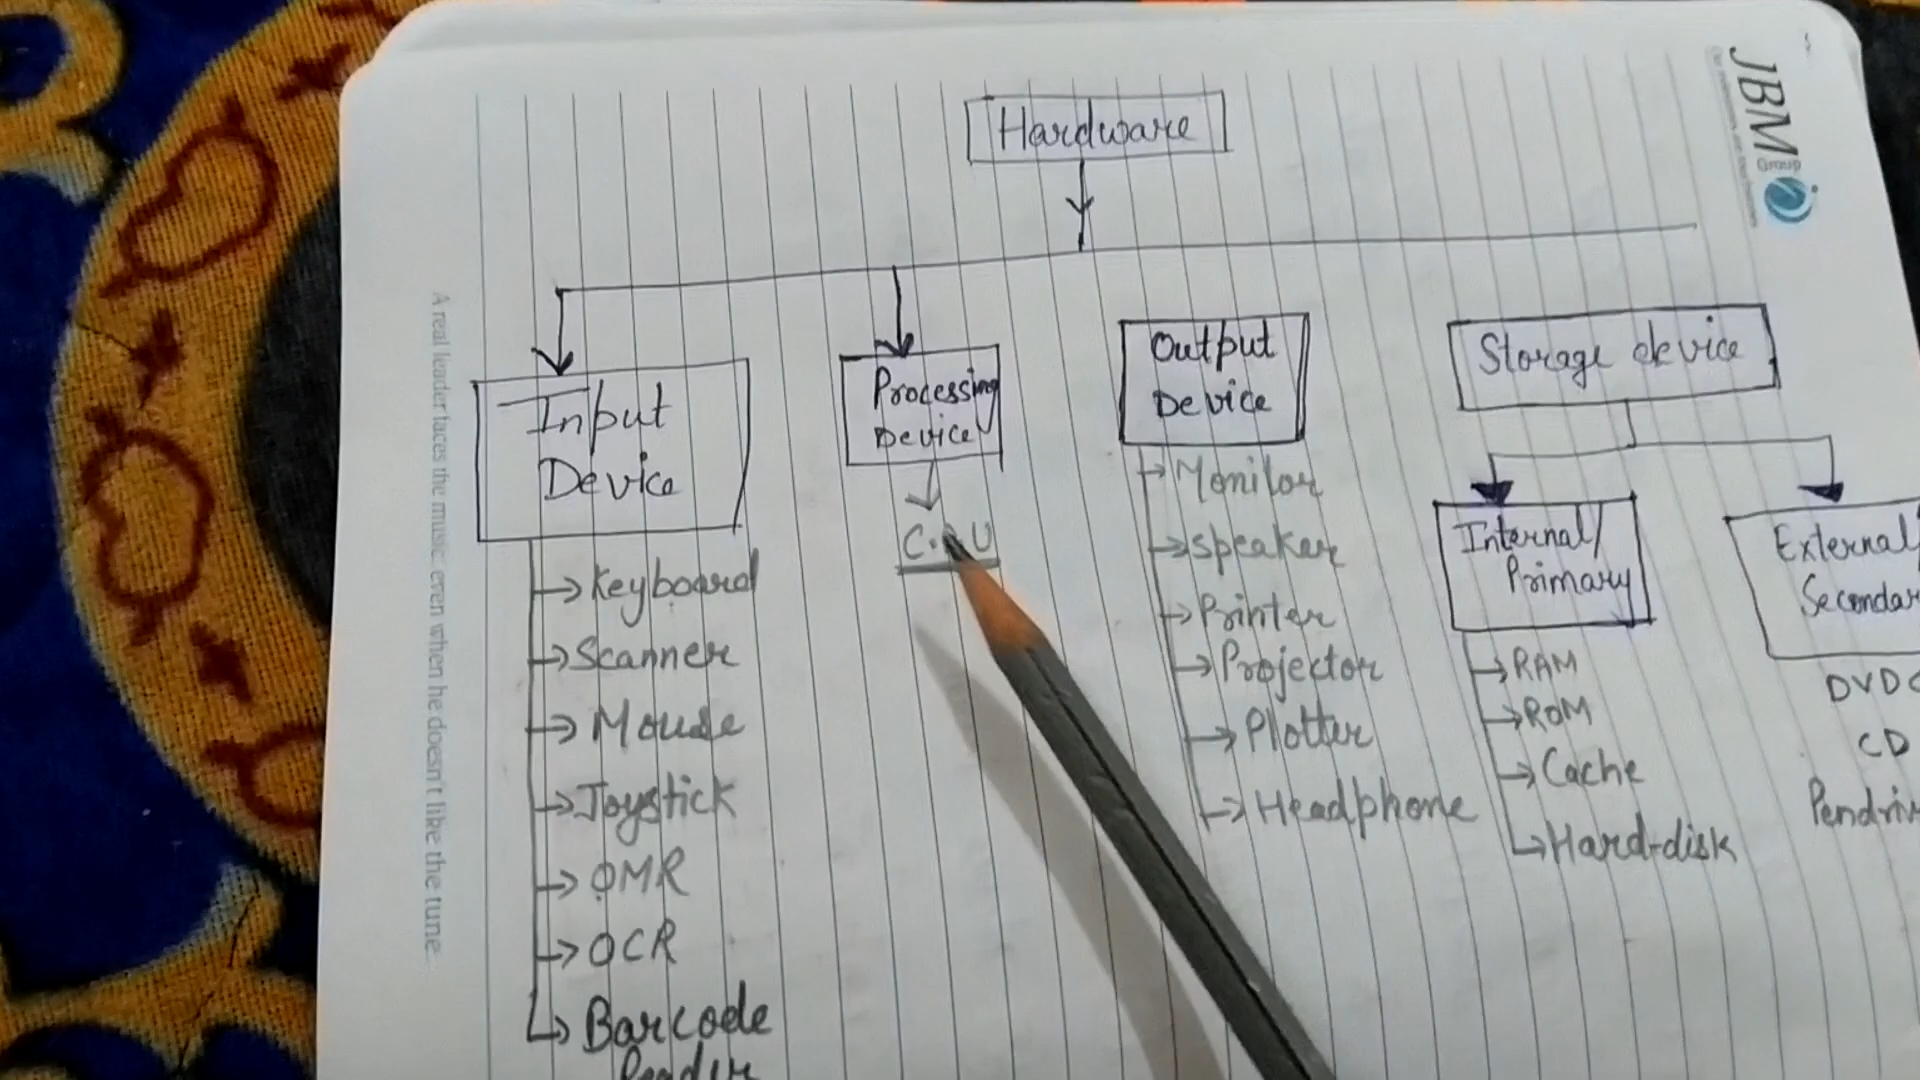 Hardware
Input
Device
Keyboard
Scanner
Mouse
Joystick
OMR
OCR
Barcode
Reader
Processing
Device
Output
Device
Monitor
Speaker
Printer
Projector
Plotter
Headphone
Storage device
Internal/
Primary
RAM
ROM
Cache
Hard-disk
External/
DVD
CD
JBM
Group
A real leader faces the music even when he doesn't like the tune.